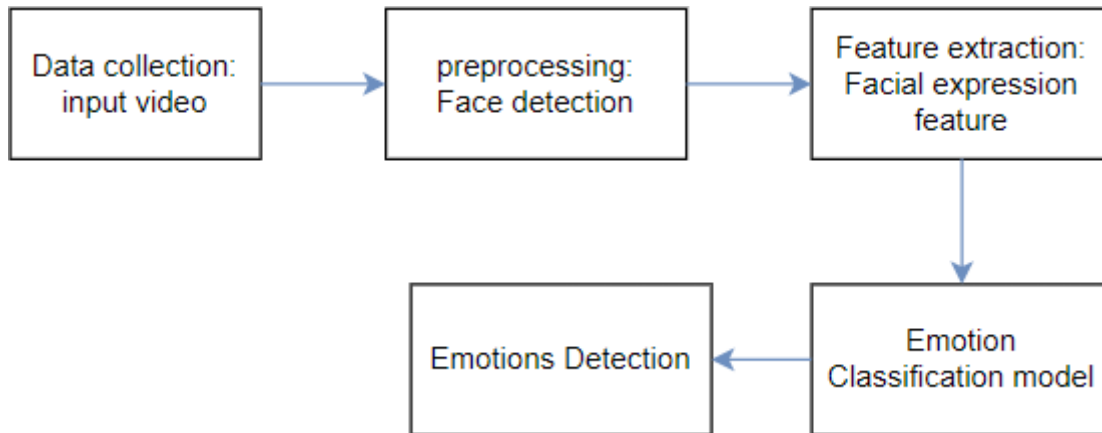 Data collection:
input video
preprocessing:
Face detection
Feature extraction:
Facial expression
feature
Emotion
Classification model
Emotions Detection